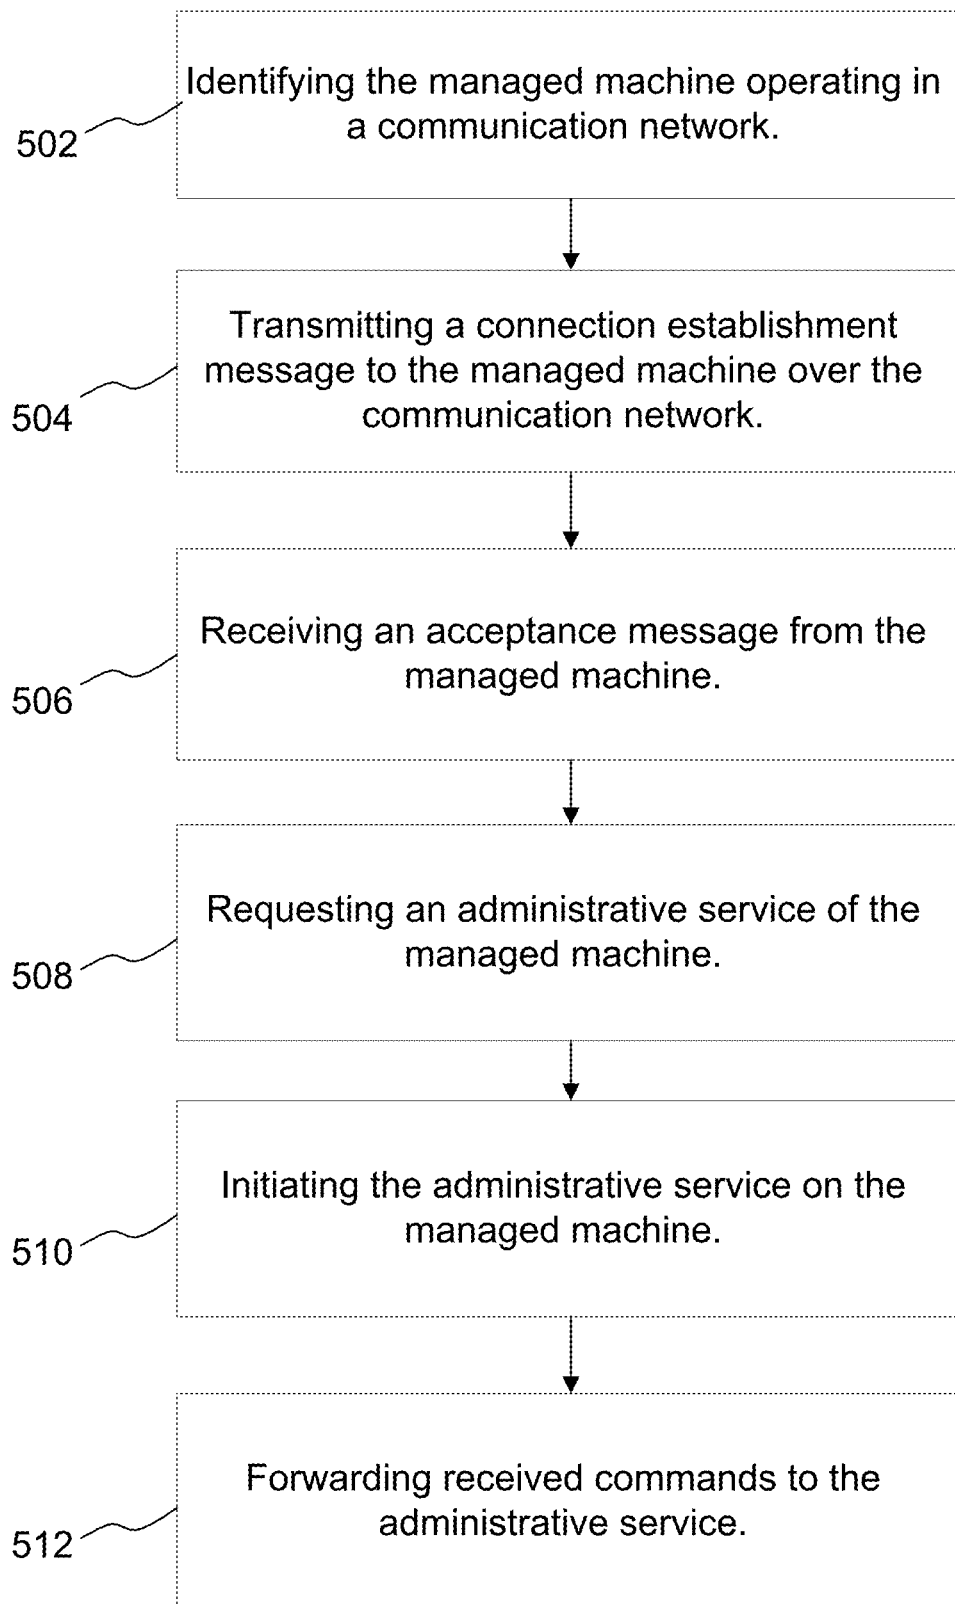 Identifying the managed machine operating in
a communication network.
502
Transmitting a connection establishment
message to the managed machine over the
communication network.
504
Receiving an acceptance message from the
managed machine.
506
Requesting an administrative service of the
managed machine.
508
Initiating the administrative service on the
managed machine.
510
Forwarding received commands to the
administrative service.
512